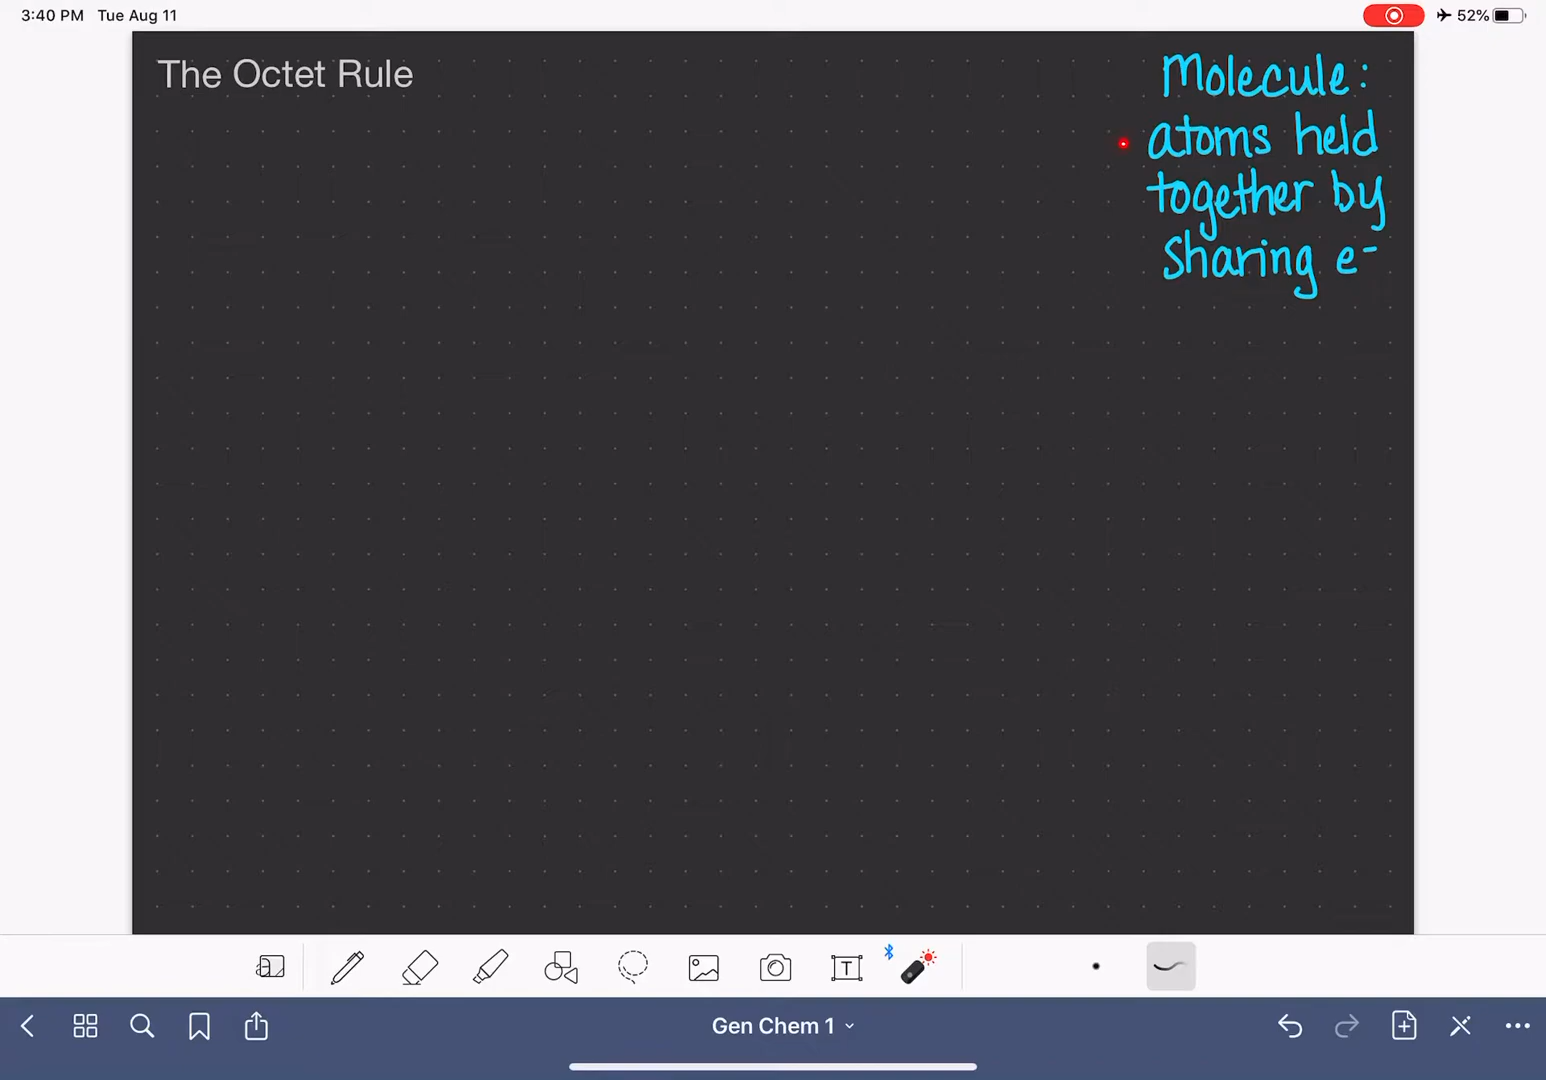 3:40 PM Tue Aug 11
52%
The Octet Rule
Molecule:
atoms held
together by
Sharing e-
T
Gen Chem 1